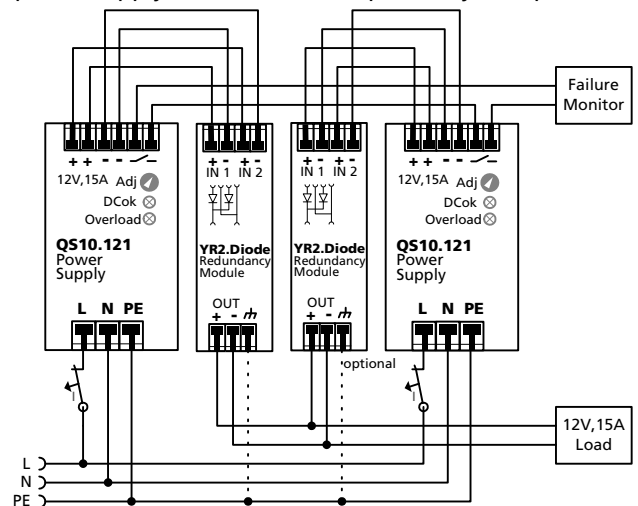 Failure
Monitor
+ + - -
12V,15A Adj
DCok
Overload
QS10.121
Power
Supply
L N PE
+ - + -
IN 1 IN 2
YR2.Diode
Redundancy
Module
OUT
+ -
+ - + -
IN 1 IN 2
YR2.Diode
Redundancy
Module
OUT
+ -
optional
+ + - -
12V,15A Adj
DCok
Overload
QS10.121
Power
Supply
L N PE
I
I
12V,15A
Load
L
N
PE